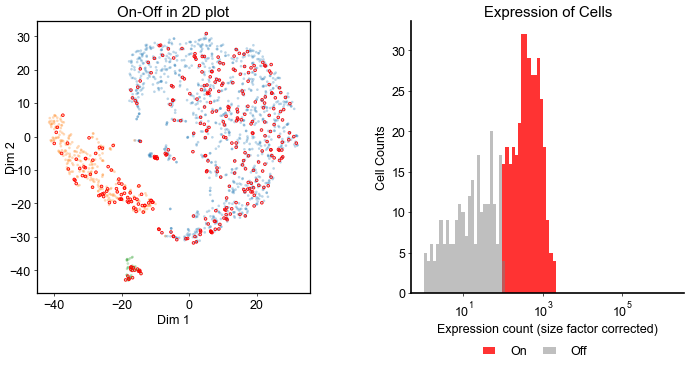 On-Off in 2D plot
Dim 2
30
20
10
0
−10
−20
−30
−40
−40
−20
0
20
Dim 1
Expression of Cells
Cell Counts
30
25
20
15
10
5
0
10^1
10^3
10^5
Expression count (size factor corrected)
On
Off